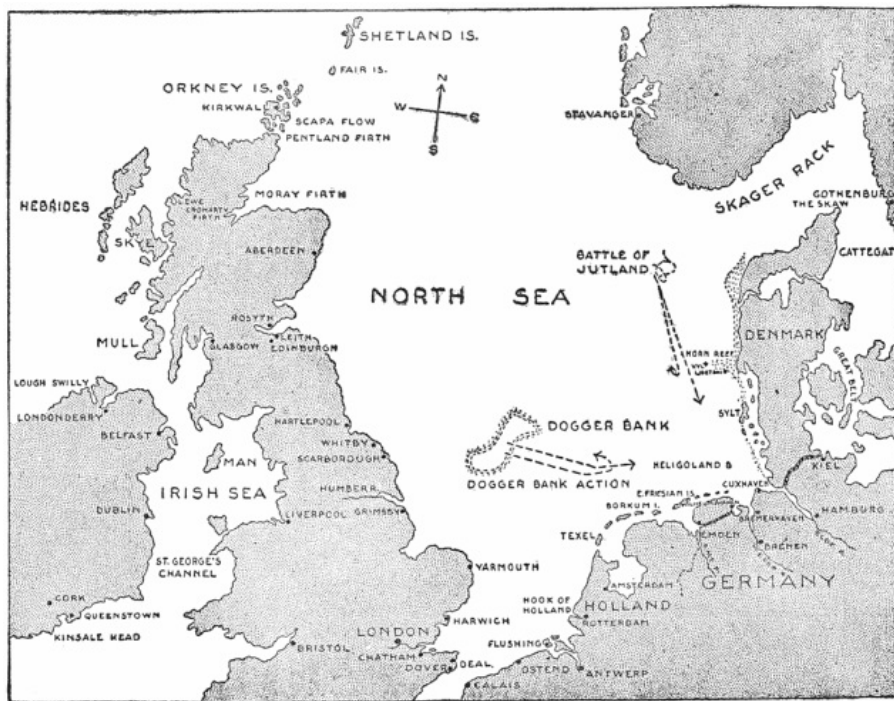 SHETLAND IS.
FAIR IS.
ORKNEY IS.
KIRKWALL
SCAPA FLOW
PENTLAND FIRTH
N
W
E
S
STAVANGER
SKAGER RACK
GOTHENBURG
THE SKAW
CATTEGAT
HEBRIDES
SKYE
EWE
CROMARTY
FIRTH
MORAY FIRTH
ABERDEEN
BATTLE OF
JUTLAND
NORTH SEA
ROSYTH
LEITH
EDINBURGH
GLASGOW
MULL
DENMARK
HORN REEF
GREAT BELT
SYLT
LOUGH SWILLY
LONDONDERRY
BELFAST
HARTLEPOOL
WHITBY
SCARBOROUGH
MAN
IRISH SEA
HUMBER R.
GRIMSBY
LIVERPOOL
DUBLIN
DOGGER BANK
DOGGER BANK ACTION
HELIGOLAND B
KIEL
CUXHAVEN
E. FRISIAN IS.
BORKUM I.
TEXEL
EMDEN
BREMERHAVEN
HAMBURG
BREMEN
ELBE R.
GERMANY
ST. GEORGE'S
CHANNEL
YARMOUTH
AMSTERDAM
HOOK OF
HOLLAND
HOLLAND
ROTTERDAM
CORK
QUEENSTOWN
KINSALE HEAD
HARWICH
LONDON
BRISTOL
CHATHAM
DEAL
DOVER
FLUSHING
OSTEND
ANTWERP
CALAIS